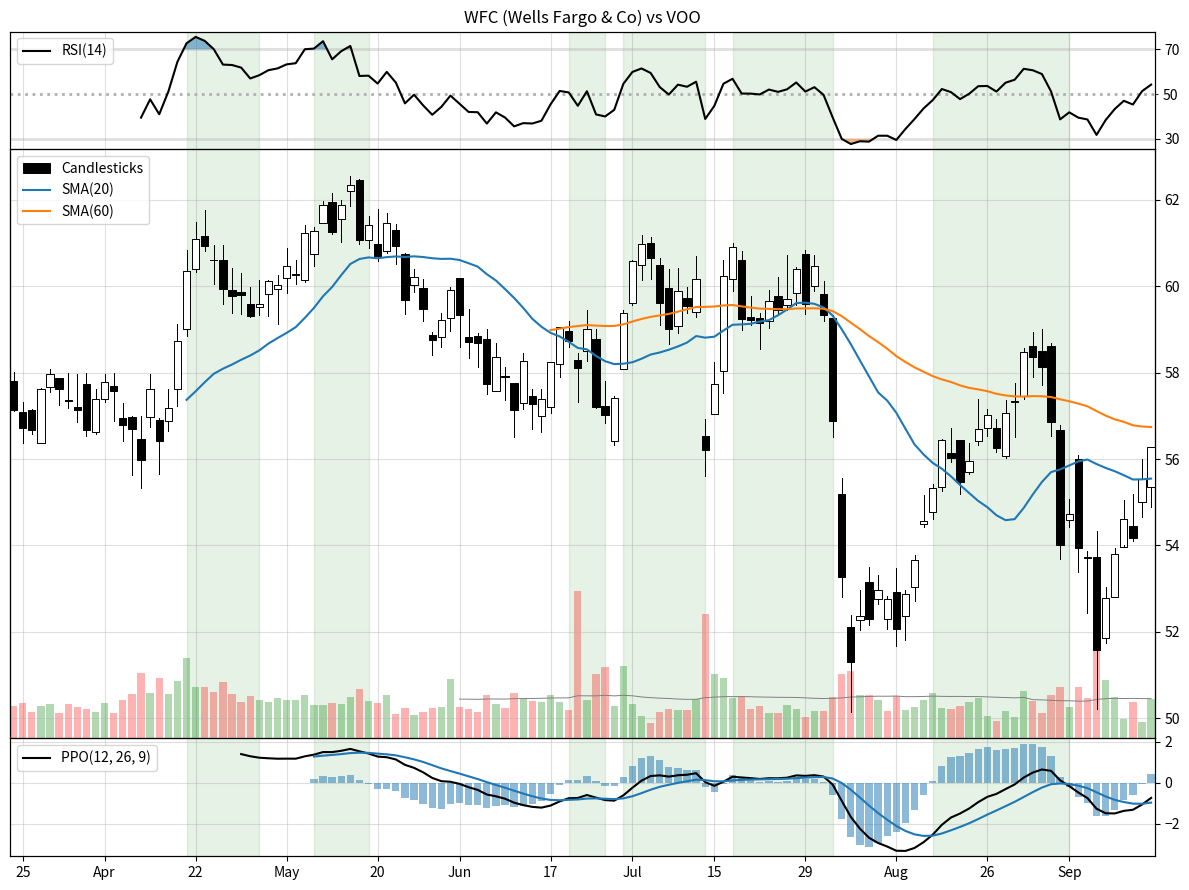 WFC (Wells Fargo & Co) vs VOO
RSI(14)
70
50
30
Candlesticks
SMA(20)
SMA(60)
62
60
58
56
54
52
50
PPO(12, 26, 9)
2
0
−2
25 Apr 22 May 20 Jun 17 Jul 15 29 Aug 26 Sep